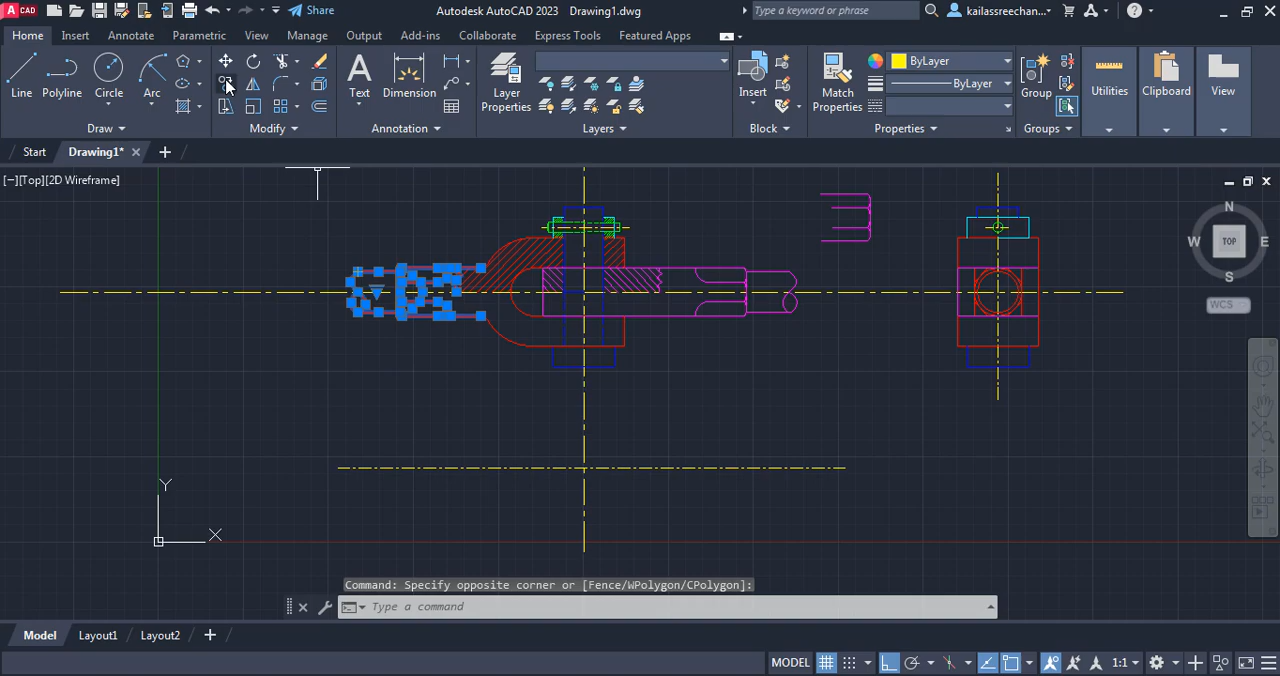 CAD Share Autodesk AutoCAD 2023 Drawing1.dwg Type a keyword or phrase kailassreechan...
Home Insert Annotate Parametric View Manage Output Add-ins Collaborate Express Tools Featured Apps
Line Polyline Circle Arc
Text Dimension
Layer Properties
Insert
Match Properties
ByLayer
ByLayer
Group
Utilities Clipboard View
Draw Modify Annotation Layers Block Properties Groups
Start Drawing1* +
[−][Top][2D Wireframe]
N
W TOP E
S
WCS
Y
X
Command: Specify opposite corner or [Fence/WPolygon/CPolygon]:
Type a command
Model Layout1 Layout2 +
MODEL 1:1